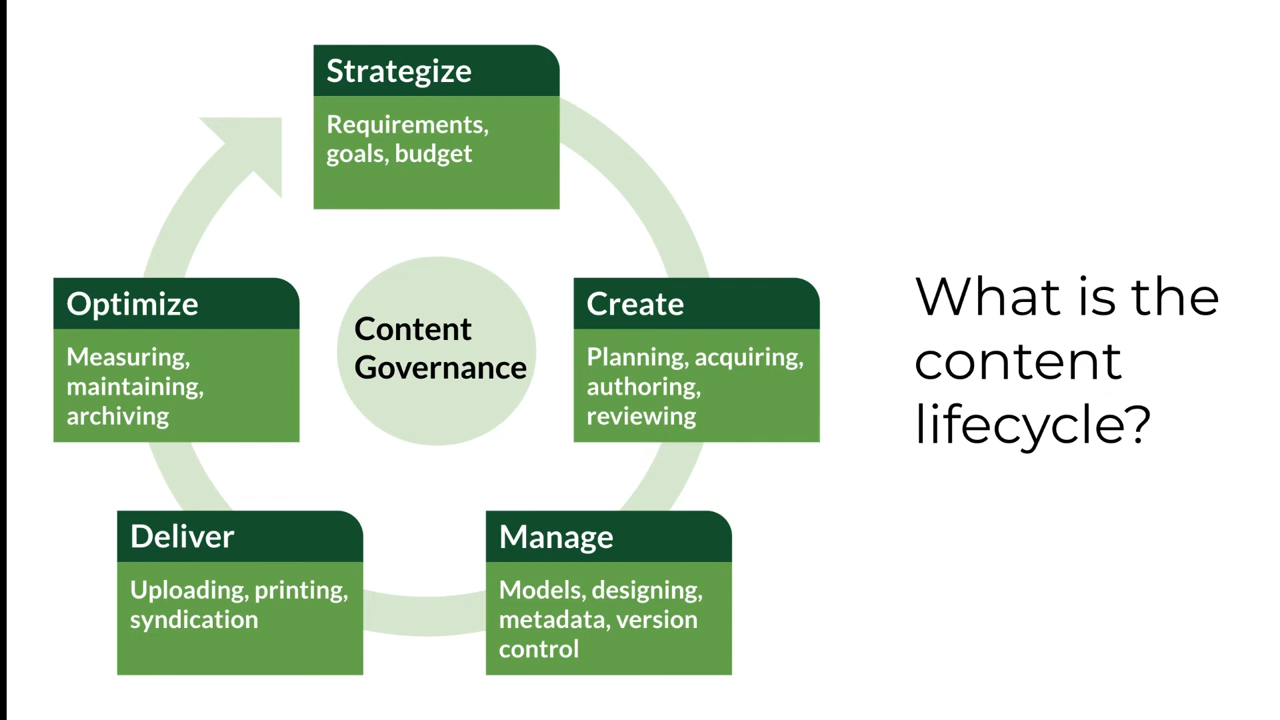 Strategize
Requirements,
goals, budget
Create
Planning, acquiring,
authoring,
reviewing
Manage
Models, designing,
metadata, version
control
Deliver
Uploading, printing,
syndication
Optimize
Measuring,
maintaining,
archiving
Content
Governance
What is the
content
lifecycle?